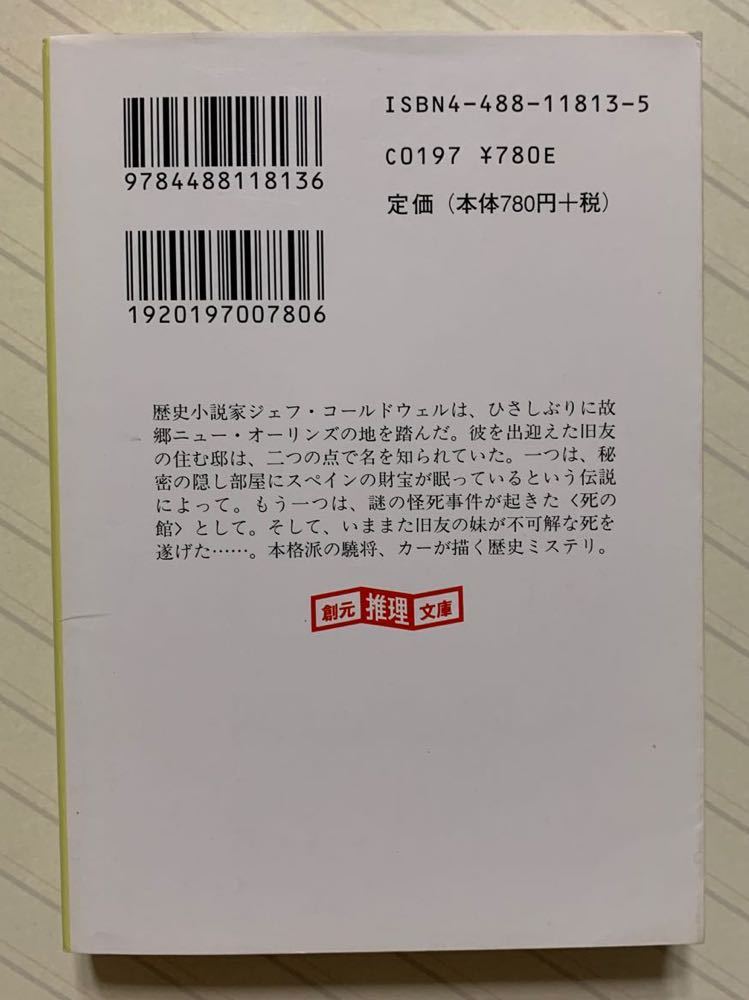 ISBN4-488-11813-5
C0197 ¥780E
定価（本体780円+税）
9784488118136
1920197007806
歴史小説家ジェフ・コールドウェルは、ひさしぶりに故
郷ニュー・オーリンズの地を踏んだ。彼を出迎えた旧友
の住む邸は、二つの点で名を知られていた。一つは、秘
密の隠し部屋にスペインの財宝が眠っているという伝説
によって。もう一つは、謎の怪死事件が起きた〈死の
館〉として。そして、いままた旧友の妹が不可解な死を
遂げた……。本格派の驍将、カーが描く歴史ミステリ。
創元推理文庫